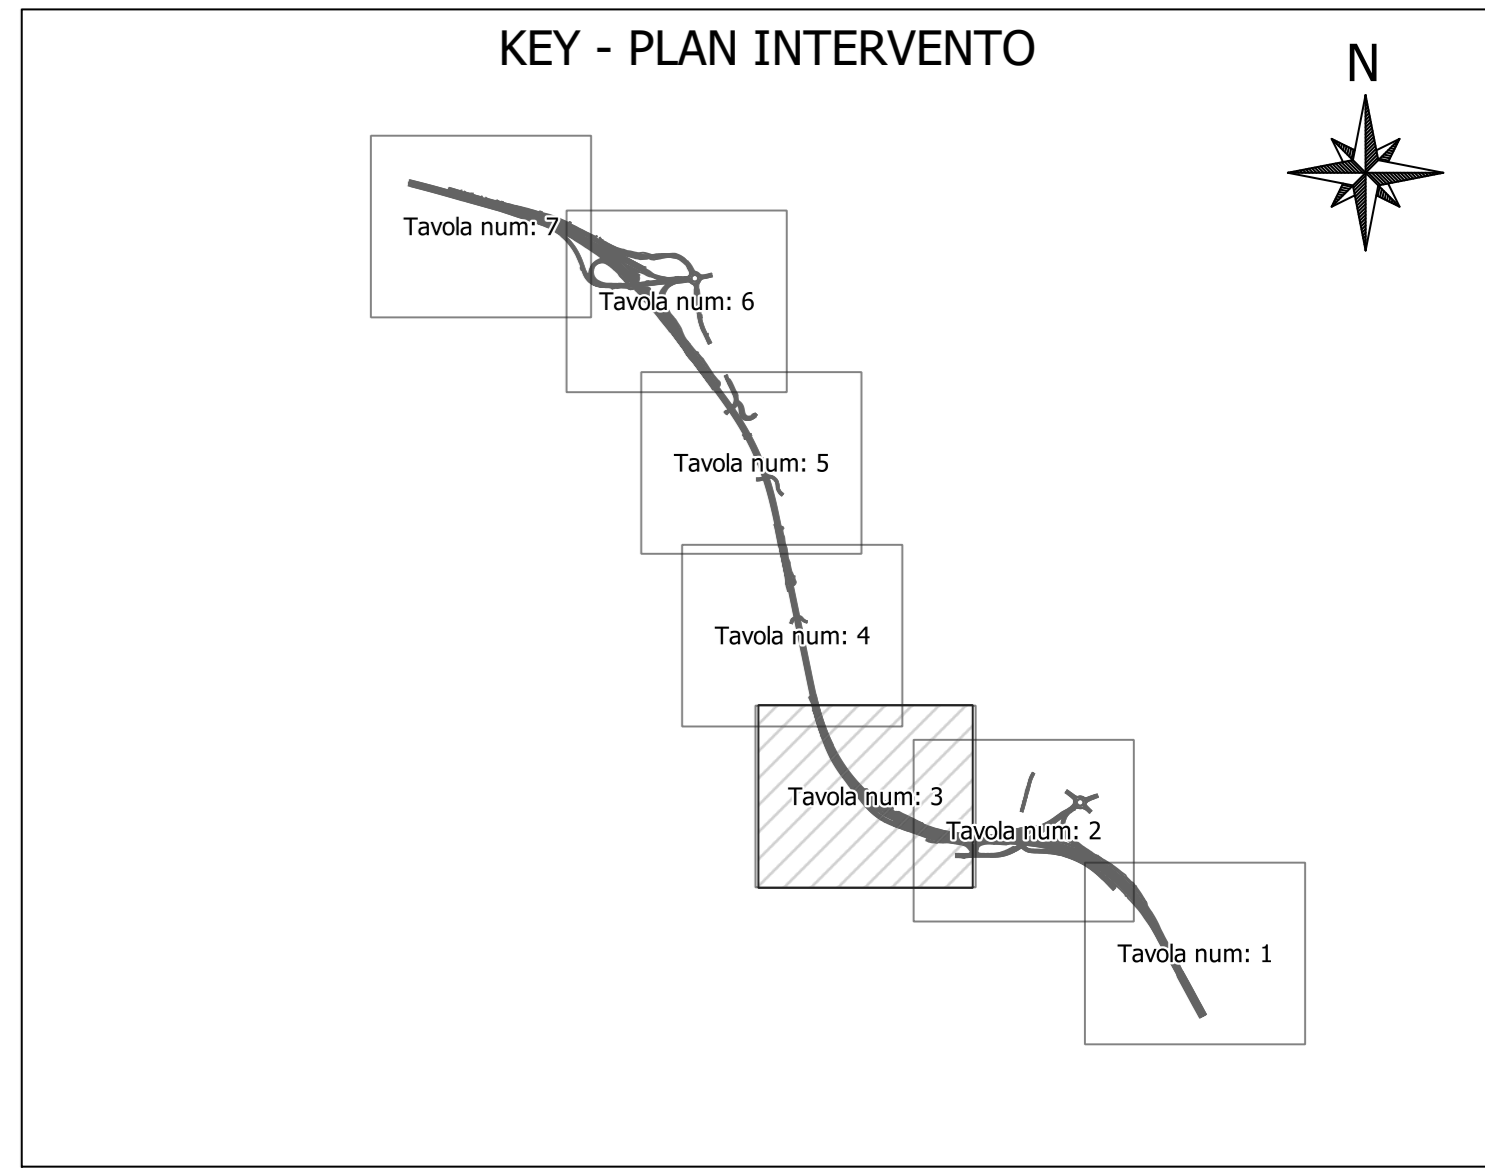 KEY - PLAN INTERVENTO
N
Tavola num: 7
Tavola num: 6
Tavola num: 5
Tavola num: 4
Tavola num: 3
Tavola num: 2
Tavola num: 1